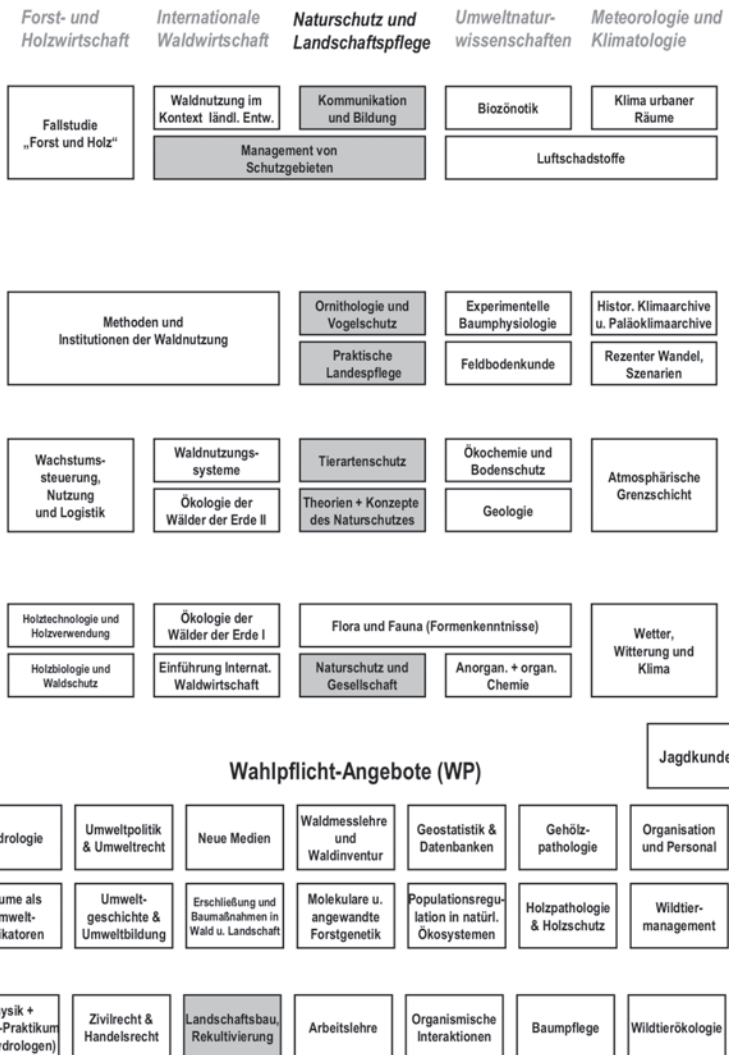 Forst- und
Holzwirtschaft
Internationale
Waldwirtschaft
Naturschutz und
Landschaftspflege
Umweltnatur-
wissenschaften
Meteorologie und
Klimatologie
Fallstudie
„Forst und Holz“
Waldnutzung im
Kontext ländl. Entw.
Kommunikation
und Bildung
Biozönotik
Klima urbaner
Räume
Management von
Schutzgebieten
Luftschadstoffe
Methoden und
Institutionen der Waldnutzung
Ornithologie und
Vogelschutz
Experimentelle
Baumphysiologie
Histor. Klimaarchive
u. Paläoklimaarchive
Praktische
Landespflege
Feldbodenkunde
Rezenter Wandel,
Szenarien
Wachstums-
steuerung,
Nutzung
und Logistik
Waldnutzungs-
systeme
Tierartenschutz
Ökochemie und
Bodenschutz
Atmosphärische
Grenzschicht
Ökologie der
Wälder der Erde II
Theorien + Konzepte
des Naturschutzes
Geologie
Holztechnologie und
Holzverwendung
Ökologie der
Wälder der Erde I
Flora und Fauna (Formenkenntnisse)
Wetter,
Witterung und
Klima
Holzbiologie und
Waldschutz
Einführung Internat.
Waldwirtschaft
Naturschutz und
Gesellschaft
Anorgan. + organ.
Chemie
Wahlpflicht-Angebote (WP)
Jagdkunde
drologie
Umweltpolitik
& Umweltrecht
Neue Medien
Waldmesslehre
und
Waldinventur
Geostatistik &
Datenbanken
Gehölz-
pathologie
Organisation
und Personal
ume als
mwelt-
ikatoren
Umwelt-
geschichte &
Umweltbildung
Erschließung und
Baumaßnahmen in
Wald u. Landschaft
Molekulare u.
angewandte
Forstgenetik
Populationsregu-
lation in natürl.
Ökosystemen
Holzpathologie
& Holzschutz
Wildtier-
management
ysik +
-Praktikum
ydrologen)
Zivilrecht &
Handelsrecht
Landschaftsbau,
Rekultivierung
Arbeitslehre
Organismische
Interaktionen
Baumpflege
Wildtierökologie